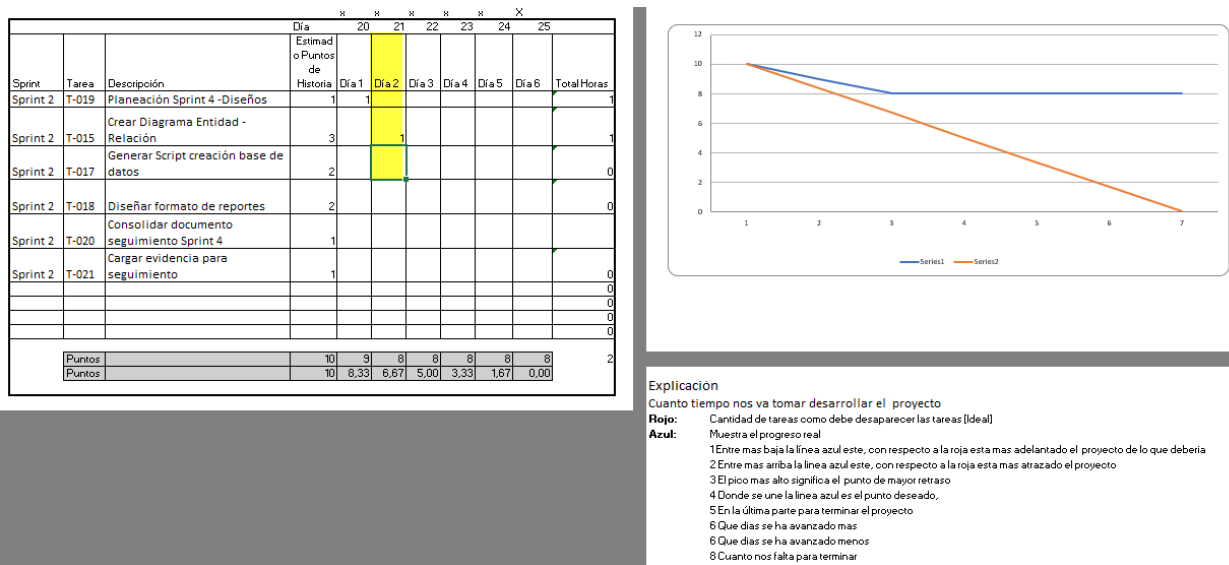 x x x x x X
Día 20 21 22 23 24 25
Sprint Tarea Descripción Estimad o Puntos de Historia Día 1 Día 2 Día 3 Día 4 Día 5 Día 6 Total Horas
Sprint 2 T-019 Planeación Sprint 4 -Diseños 1 1 1
Crear Diagrama Entidad -
Sprint 2 T-015 Relación 3 1 1
Generar Script creación base de
Sprint 2 T-017 datos 2 0
Sprint 2 T-018 Diseñar formato de reportes 2 0
Consolidar documento
Sprint 2 T-020 seguimiento Sprint 4 1
Cargar evidencia para
Sprint 2 T-021 seguimiento 1 0
0
0
0
0
Puntos 10 9 8 8 8 8 8 2
Puntos 10 8,33 6,67 5,00 3,33 1,67 0,00
12
10
8
6
4
2
0
1 2 3 4 5 6 7
Series1 Series2
Explicación
Cuanto tiempo nos va tomar desarrollar el proyecto
Rojo: Cantidad de tareas como debe desaparecer las tareas [Ideal]
Azul: Muestra el progreso real
1 Entre mas baja la línea azul este, con respecto a la roja esta mas adelantado el proyecto de lo que deberia
2 Entre mas arriba la linea azul este, con respecto a la roja esta mas atrazado el proyecto
3 El pico mas alto significa el punto de mayor retraso
4 Donde se une la linea azul es el punto deseado,
5 En la última parte para terminar el proyecto
6 Que dias se ha avanzado mas
6 Que dias se ha avanzado menos
8 Cuanto nos falta para terminar